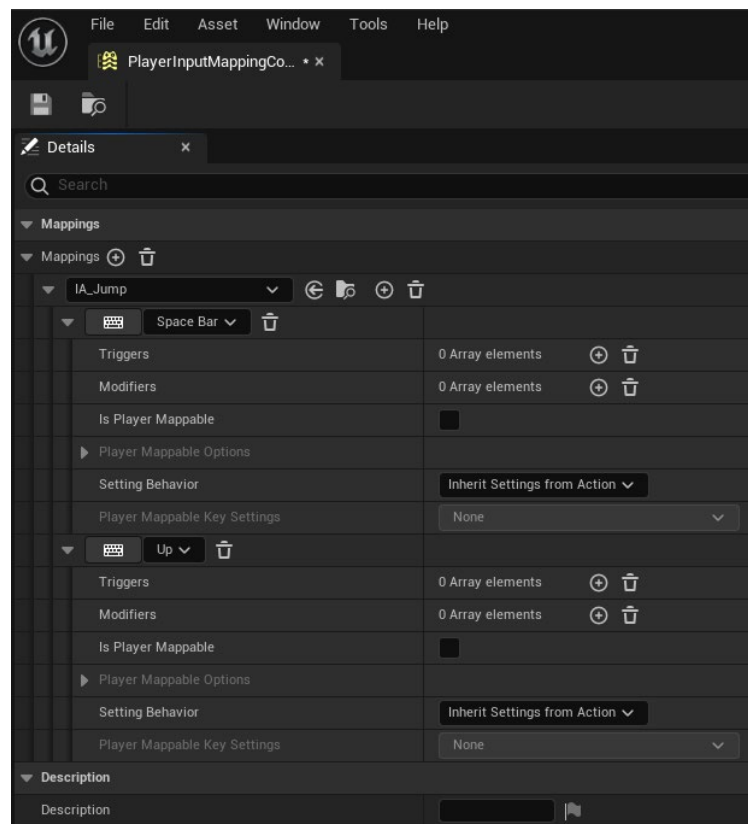 File Edit Asset Window Tools Help
PlayerInputMappingCo... • ×
Details ×
Search
Mappings
Mappings
IA_Jump
Space Bar
Triggers 0 Array elements
Modifiers 0 Array elements
Is Player Mappable
Player Mappable Options
Setting Behavior Inherit Settings from Action
Player Mappable Key Settings None
Up
Triggers 0 Array elements
Modifiers 0 Array elements
Is Player Mappable
Player Mappable Options
Setting Behavior Inherit Settings from Action
Player Mappable Key Settings None
Description
Description